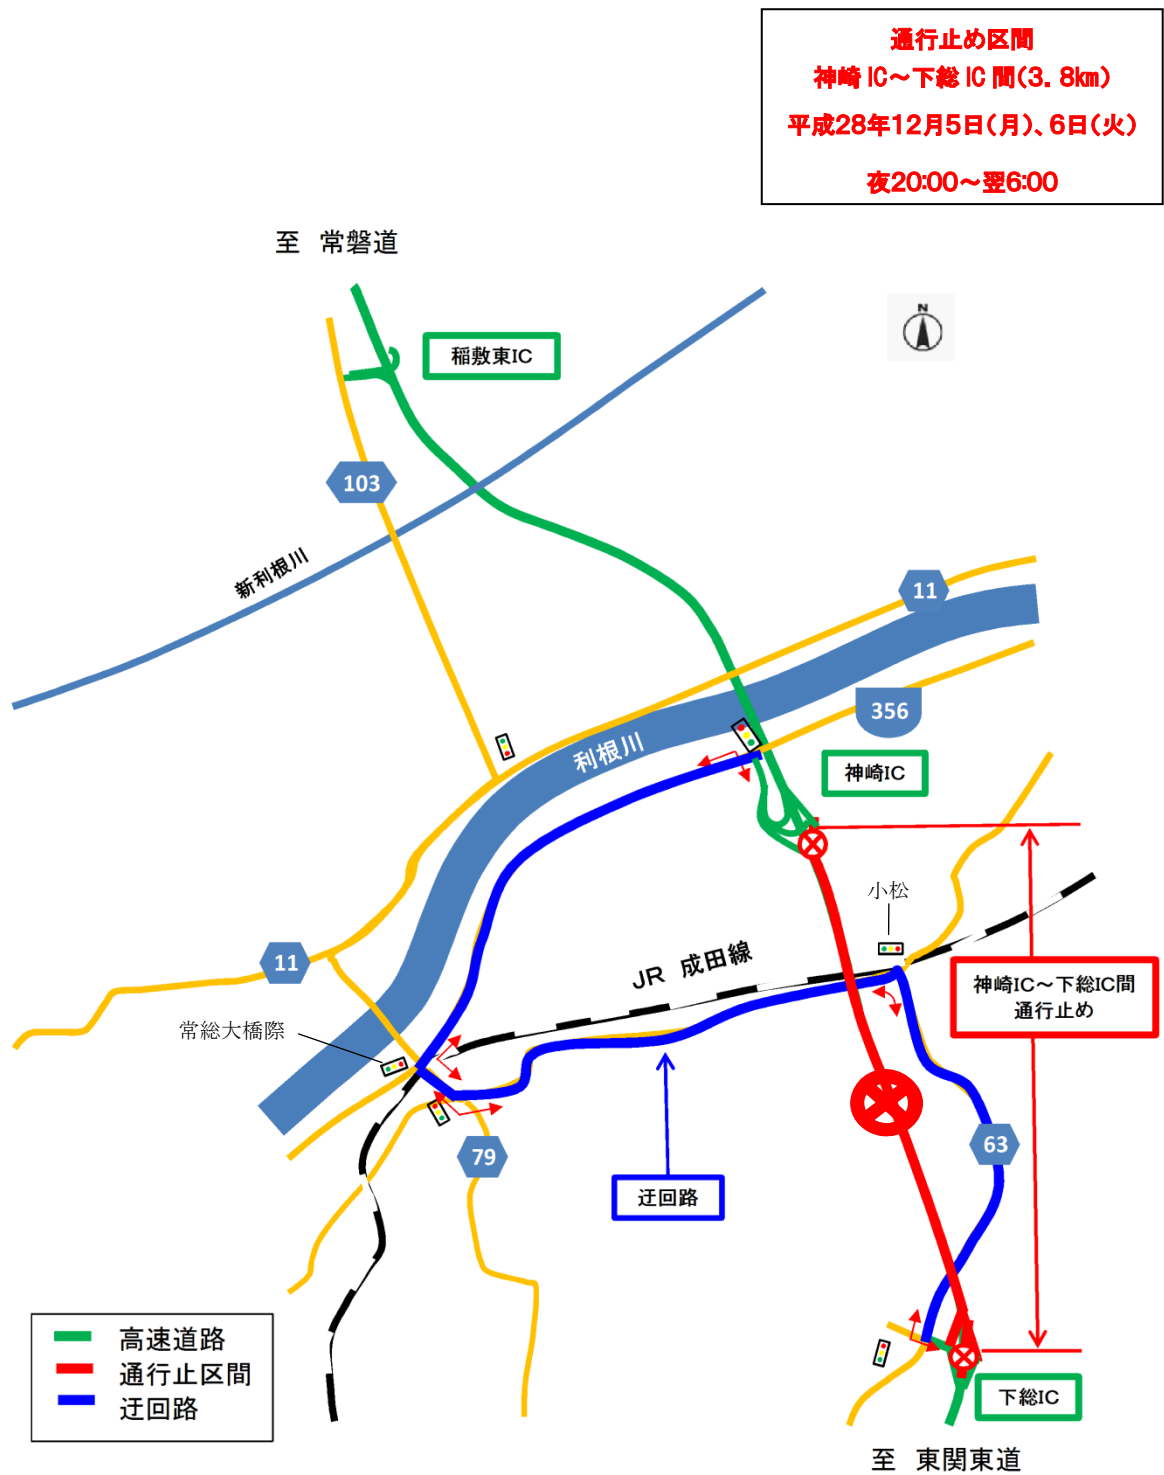 通行止め区間
神崎IC～下総IC間(3.8km)
平成28年12月5日(月)、6日(火)
夜20:00～翌6:00
至　常磐道
N
稲敷東IC
103
新利根川
11
356
利根川
神崎IC
小松
JR 成田線
11
神崎IC～下総IC間
通行止め
常総大橋際
79
63
迂回路
高速道路
通行止区間
迂回路
下総IC
至　東関東道